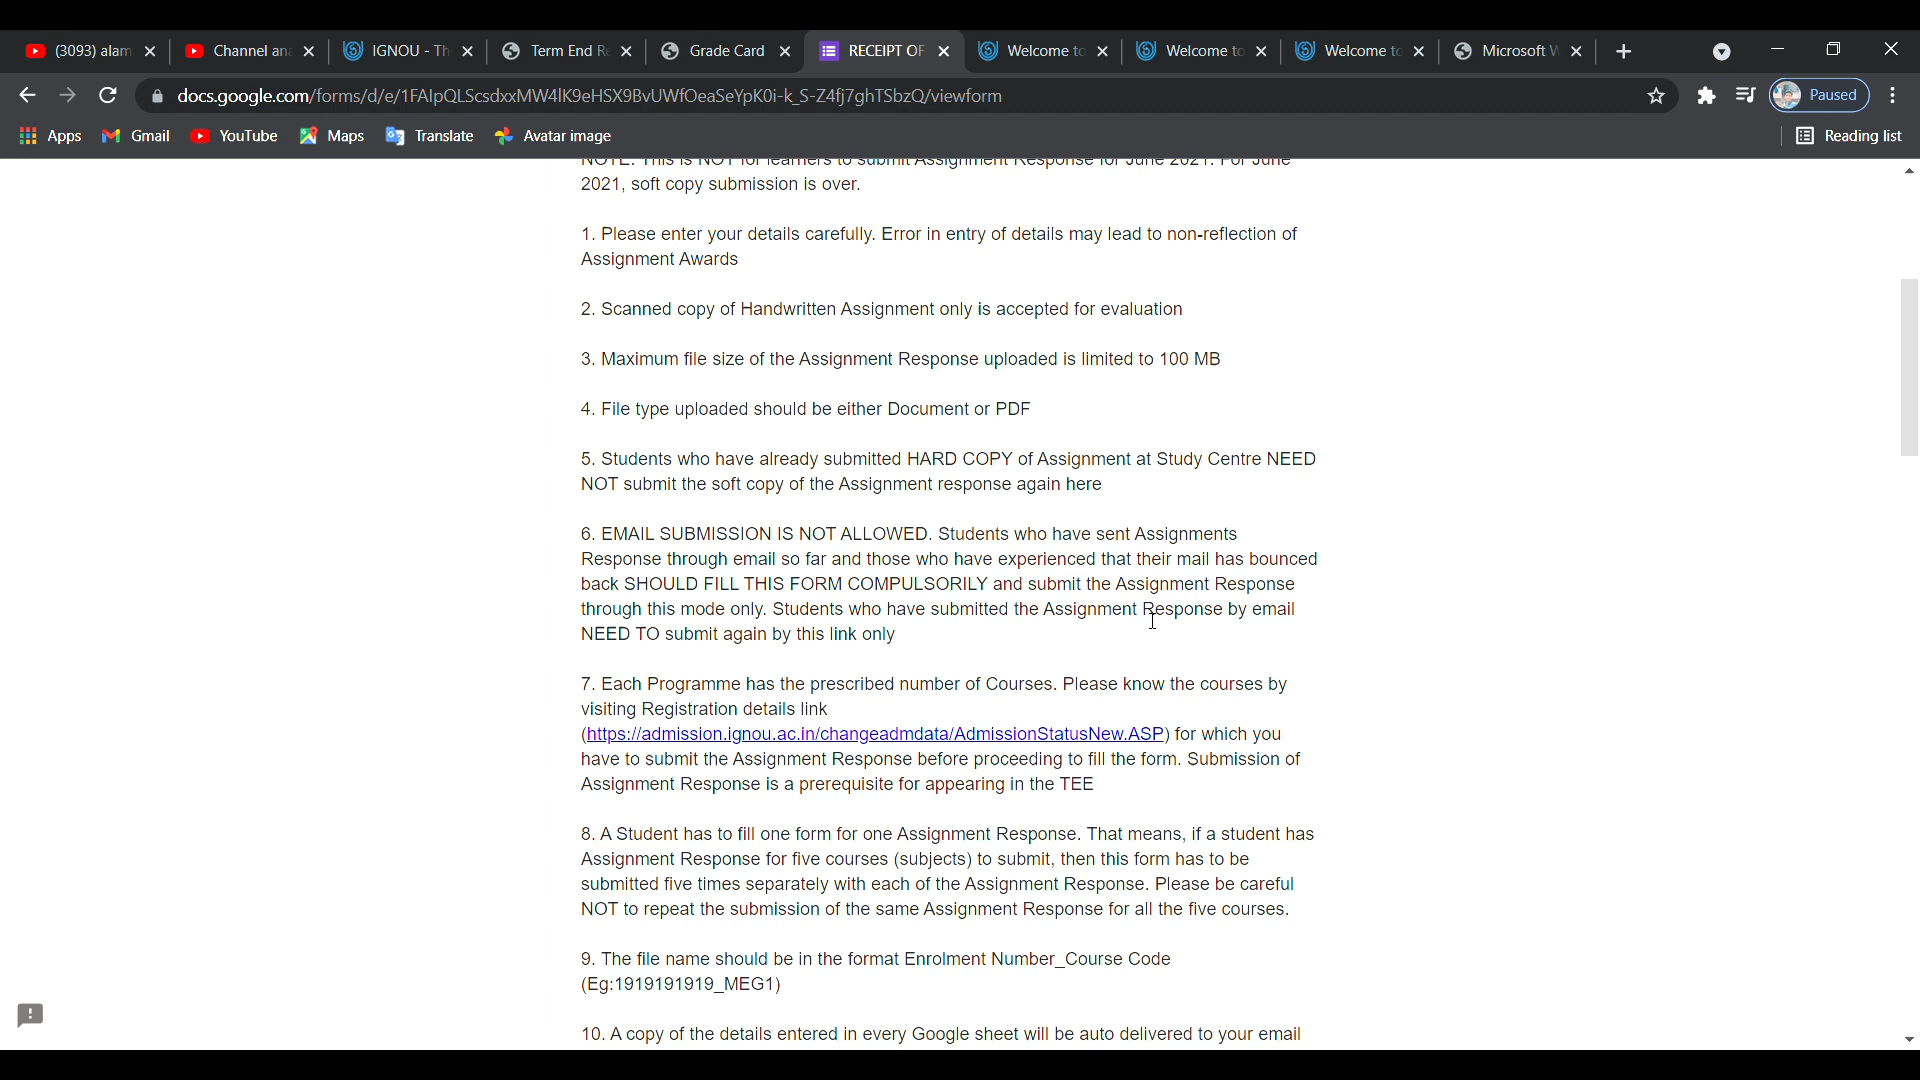 (3093) alam
Channel an
IGNOU - Th
Term End R
Grade Card
RECEIPT OF
Welcome to
Welcome to
Welcome to
Microsoft W
docs.google.com/forms/d/e/1FAIpQLScsdxxMW4lK9eHSX9BvUWfOeaSeYpK0i-k_S-Z4fj7ghTSbzQ/viewform
Paused
Apps
Gmail
YouTube
Maps
Translate
Avatar image
Reading list
NOTE: This is NOT for learners to submit Assignment Response for June 2021. For June
2021, soft copy submission is over.
1. Please enter your details carefully. Error in entry of details may lead to non-reflection of
Assignment Awards
2. Scanned copy of Handwritten Assignment only is accepted for evaluation
3. Maximum file size of the Assignment Response uploaded is limited to 100 MB
4. File type uploaded should be either Document or PDF
5. Students who have already submitted HARD COPY of Assignment at Study Centre NEED
NOT submit the soft copy of the Assignment response again here
6. EMAIL SUBMISSION IS NOT ALLOWED. Students who have sent Assignments
Response through email so far and those who have experienced that their mail has bounced
back SHOULD FILL THIS FORM COMPULSORILY and submit the Assignment Response
through this mode only. Students who have submitted the Assignment Response by email
NEED TO submit again by this link only
7. Each Programme has the prescribed number of Courses. Please know the courses by
visiting Registration details link
(https://admission.ignou.ac.in/changeadmdata/AdmissionStatusNew.ASP) for which you
have to submit the Assignment Response before proceeding to fill the form. Submission of
Assignment Response is a prerequisite for appearing in the TEE
8. A Student has to fill one form for one Assignment Response. That means, if a student has
Assignment Response for five courses (subjects) to submit, then this form has to be
submitted five times separately with each of the Assignment Response. Please be careful
NOT to repeat the submission of the same Assignment Response for all the five courses.
9. The file name should be in the format Enrolment Number_Course Code
(Eg:1919191919_MEG1)
10. A copy of the details entered in every Google sheet will be auto delivered to your email